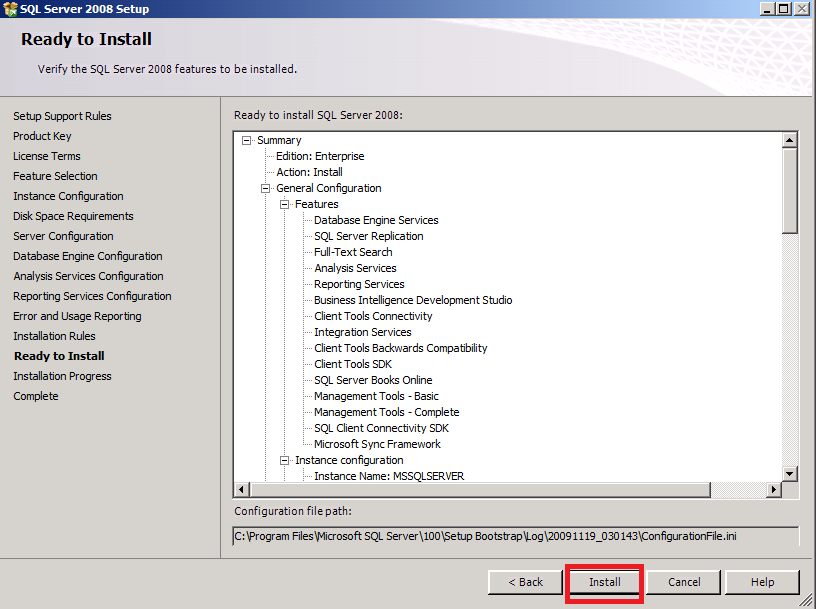 SQL Server 2008 Setup
Ready to Install
Verify the SQL Server 2008 features to be installed.
Setup Support Rules
Product Key
License Terms
Feature Selection
Instance Configuration
Disk Space Requirements
Server Configuration
Database Engine Configuration
Analysis Services Configuration
Reporting Services Configuration
Error and Usage Reporting
Installation Rules
Ready to Install
Installation Progress
Complete
Ready to install SQL Server 2008:
Summary
Edition: Enterprise
Action: Install
General Configuration
Features
Database Engine Services
SQL Server Replication
Full-Text Search
Analysis Services
Reporting Services
Business Intelligence Development Studio
Client Tools Connectivity
Integration Services
Client Tools Backwards Compatibility
Client Tools SDK
SQL Server Books Online
Management Tools - Basic
Management Tools - Complete
SQL Client Connectivity SDK
Microsoft Sync Framework
Instance configuration
Instance Name: MSSQLSERVER
Configuration file path:
C:\Program Files\Microsoft SQL Server\100\Setup Bootstrap\Log\20091119_030143\ConfigurationFile.ini
< Back
Install
Cancel
Help